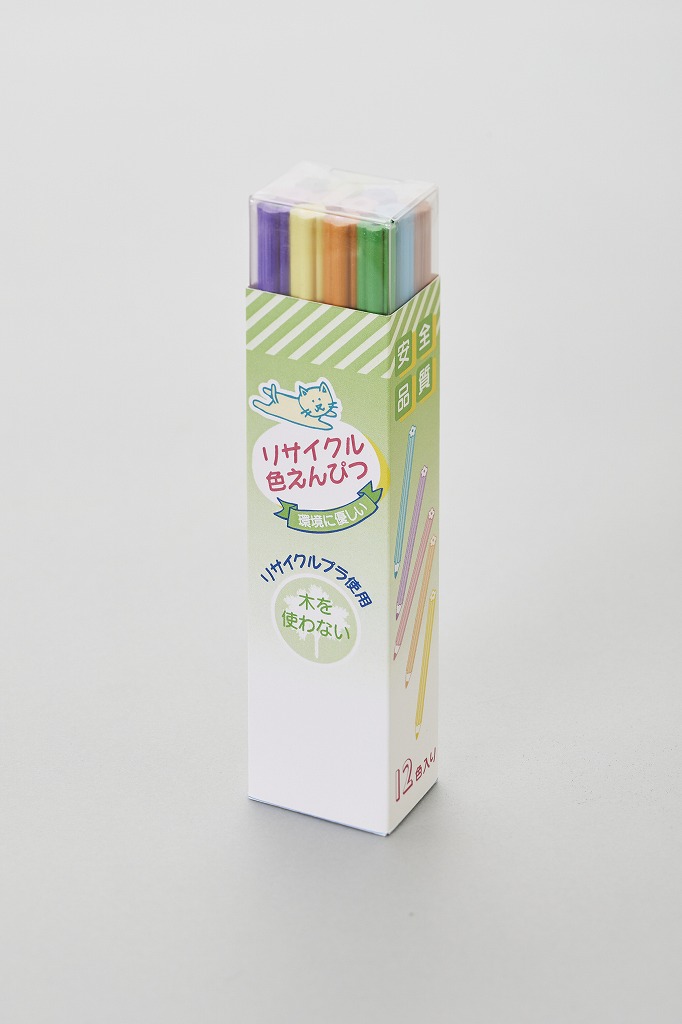 リサイクル
色えんぴつ
環境に優しい
リサイクルプラ使用
木を
使わない
安全
品質
12色入り